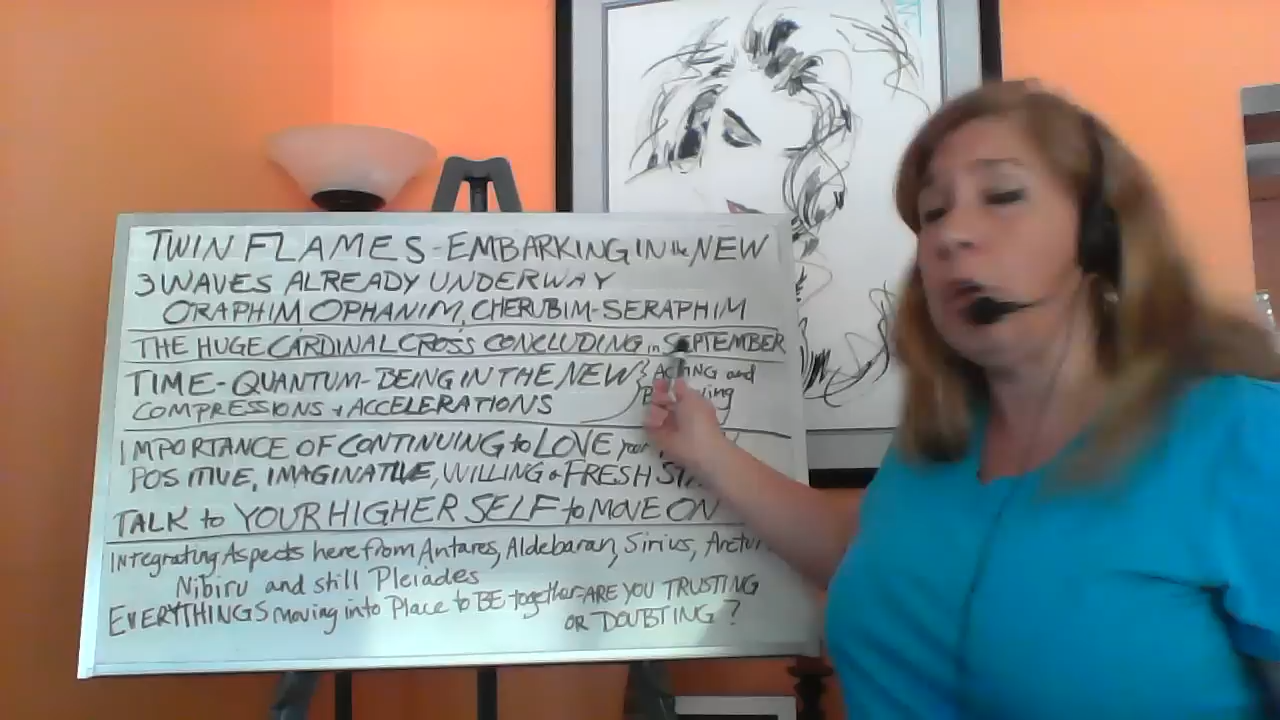 TWIN FLAMES - EMBARKING IN the NEW
3 WAVES ALREADY UNDERWAY
ORAPHIM OPHANIM, CHERUBIM-SERAPHIM
THE HUGE CARDINAL CROSS CONCLUDING in SEPTEMBER
TIME-QUANTUM-BEING IN THE NEW } ACTING and
COMPRESSIONS + ACCELERATIONS
IMPORTANCE OF CONTINUING to LOVE your
POSITIVE, IMAGINATIVE, WILLING & FRESH
TALK to YOUR HIGHER SELF to MOVE ON
Integrating Aspects here from Antares, Aldebaran, Sirius,
Nibiru and still Pleiades
EVERYTHINGS moving into Place to BE together-ARE YOU TRUSTING
OR DOUBTING?